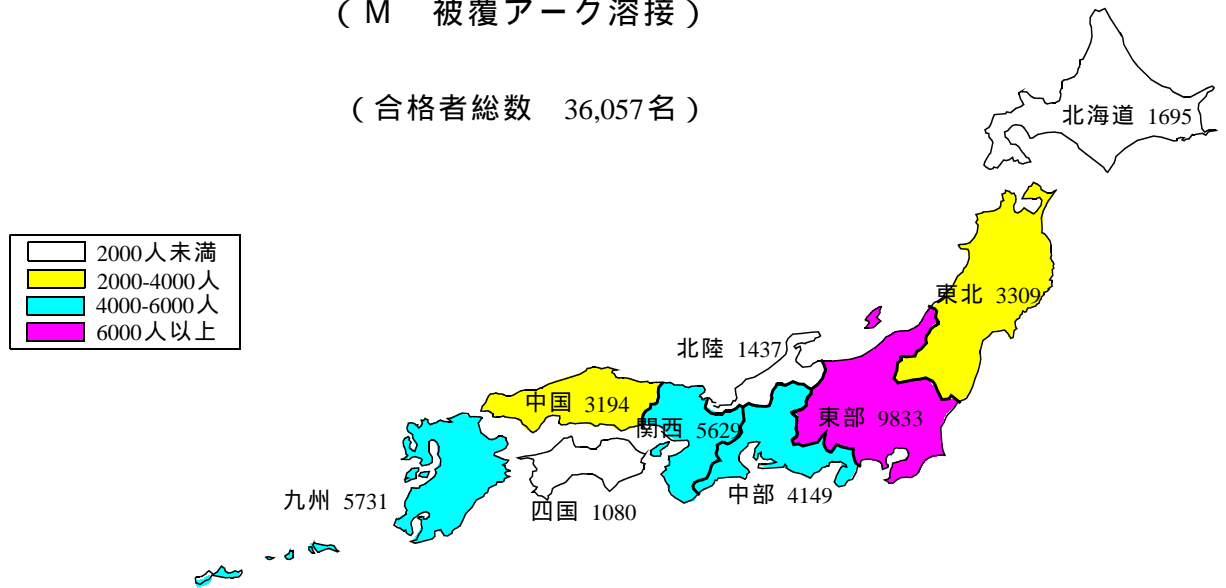 (M 被覆アーク溶接)
(合格者総数 36,057名)
北海道 1695
2000人未満
2000-4000人
4000-6000人
6000人以上
東北 3309
北陸 1437
中国 3194
関西 5629
東部 9833
九州 5731
四国 1080
中部 4149